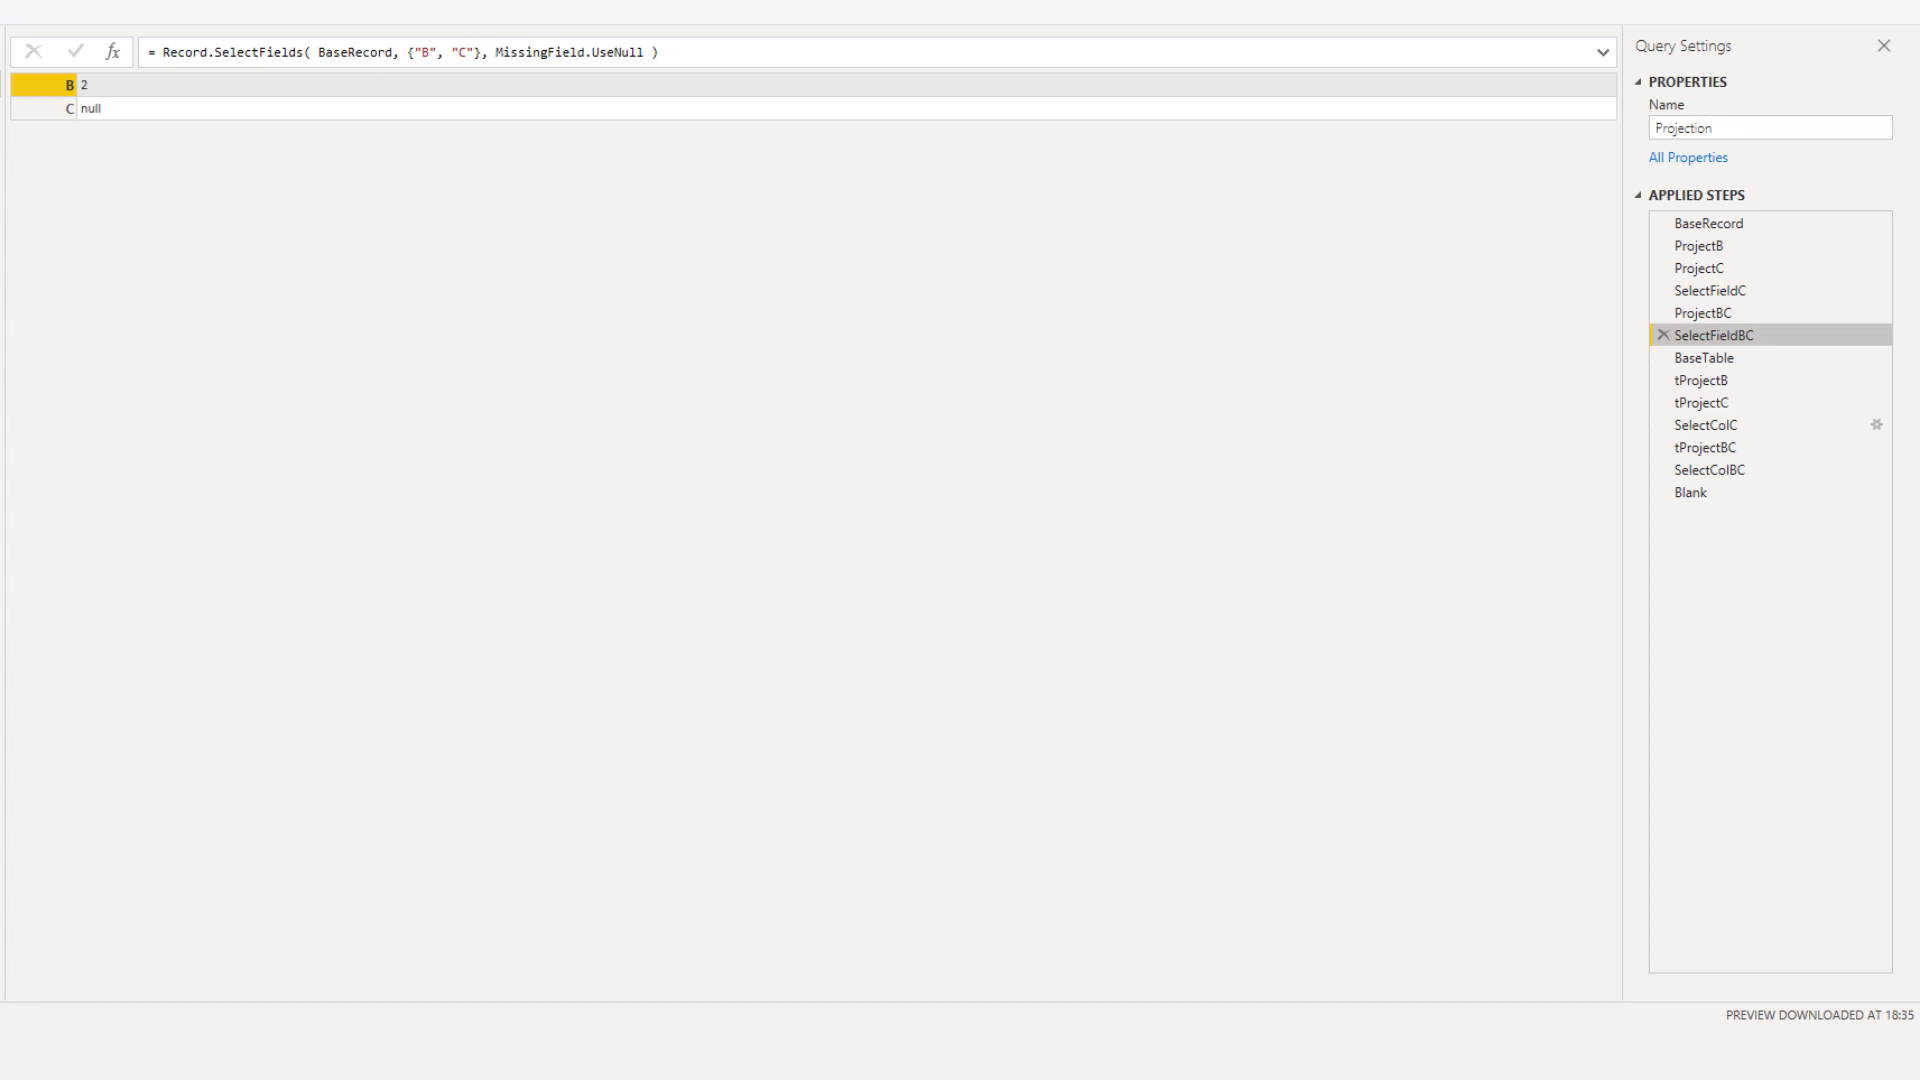 fx = Record.SelectFields( BaseRecord, {"B", "C"}, MissingField.UseNull )
B 2
C null
Query Settings
PROPERTIES
Name
Projection
All Properties
APPLIED STEPS
BaseRecord
ProjectB
ProjectC
SelectFieldC
ProjectBC
SelectFieldBC
BaseTable
tProjectB
tProjectC
SelectColC
tProjectBC
SelectColBC
Blank
PREVIEW DOWNLOADED AT 18:35